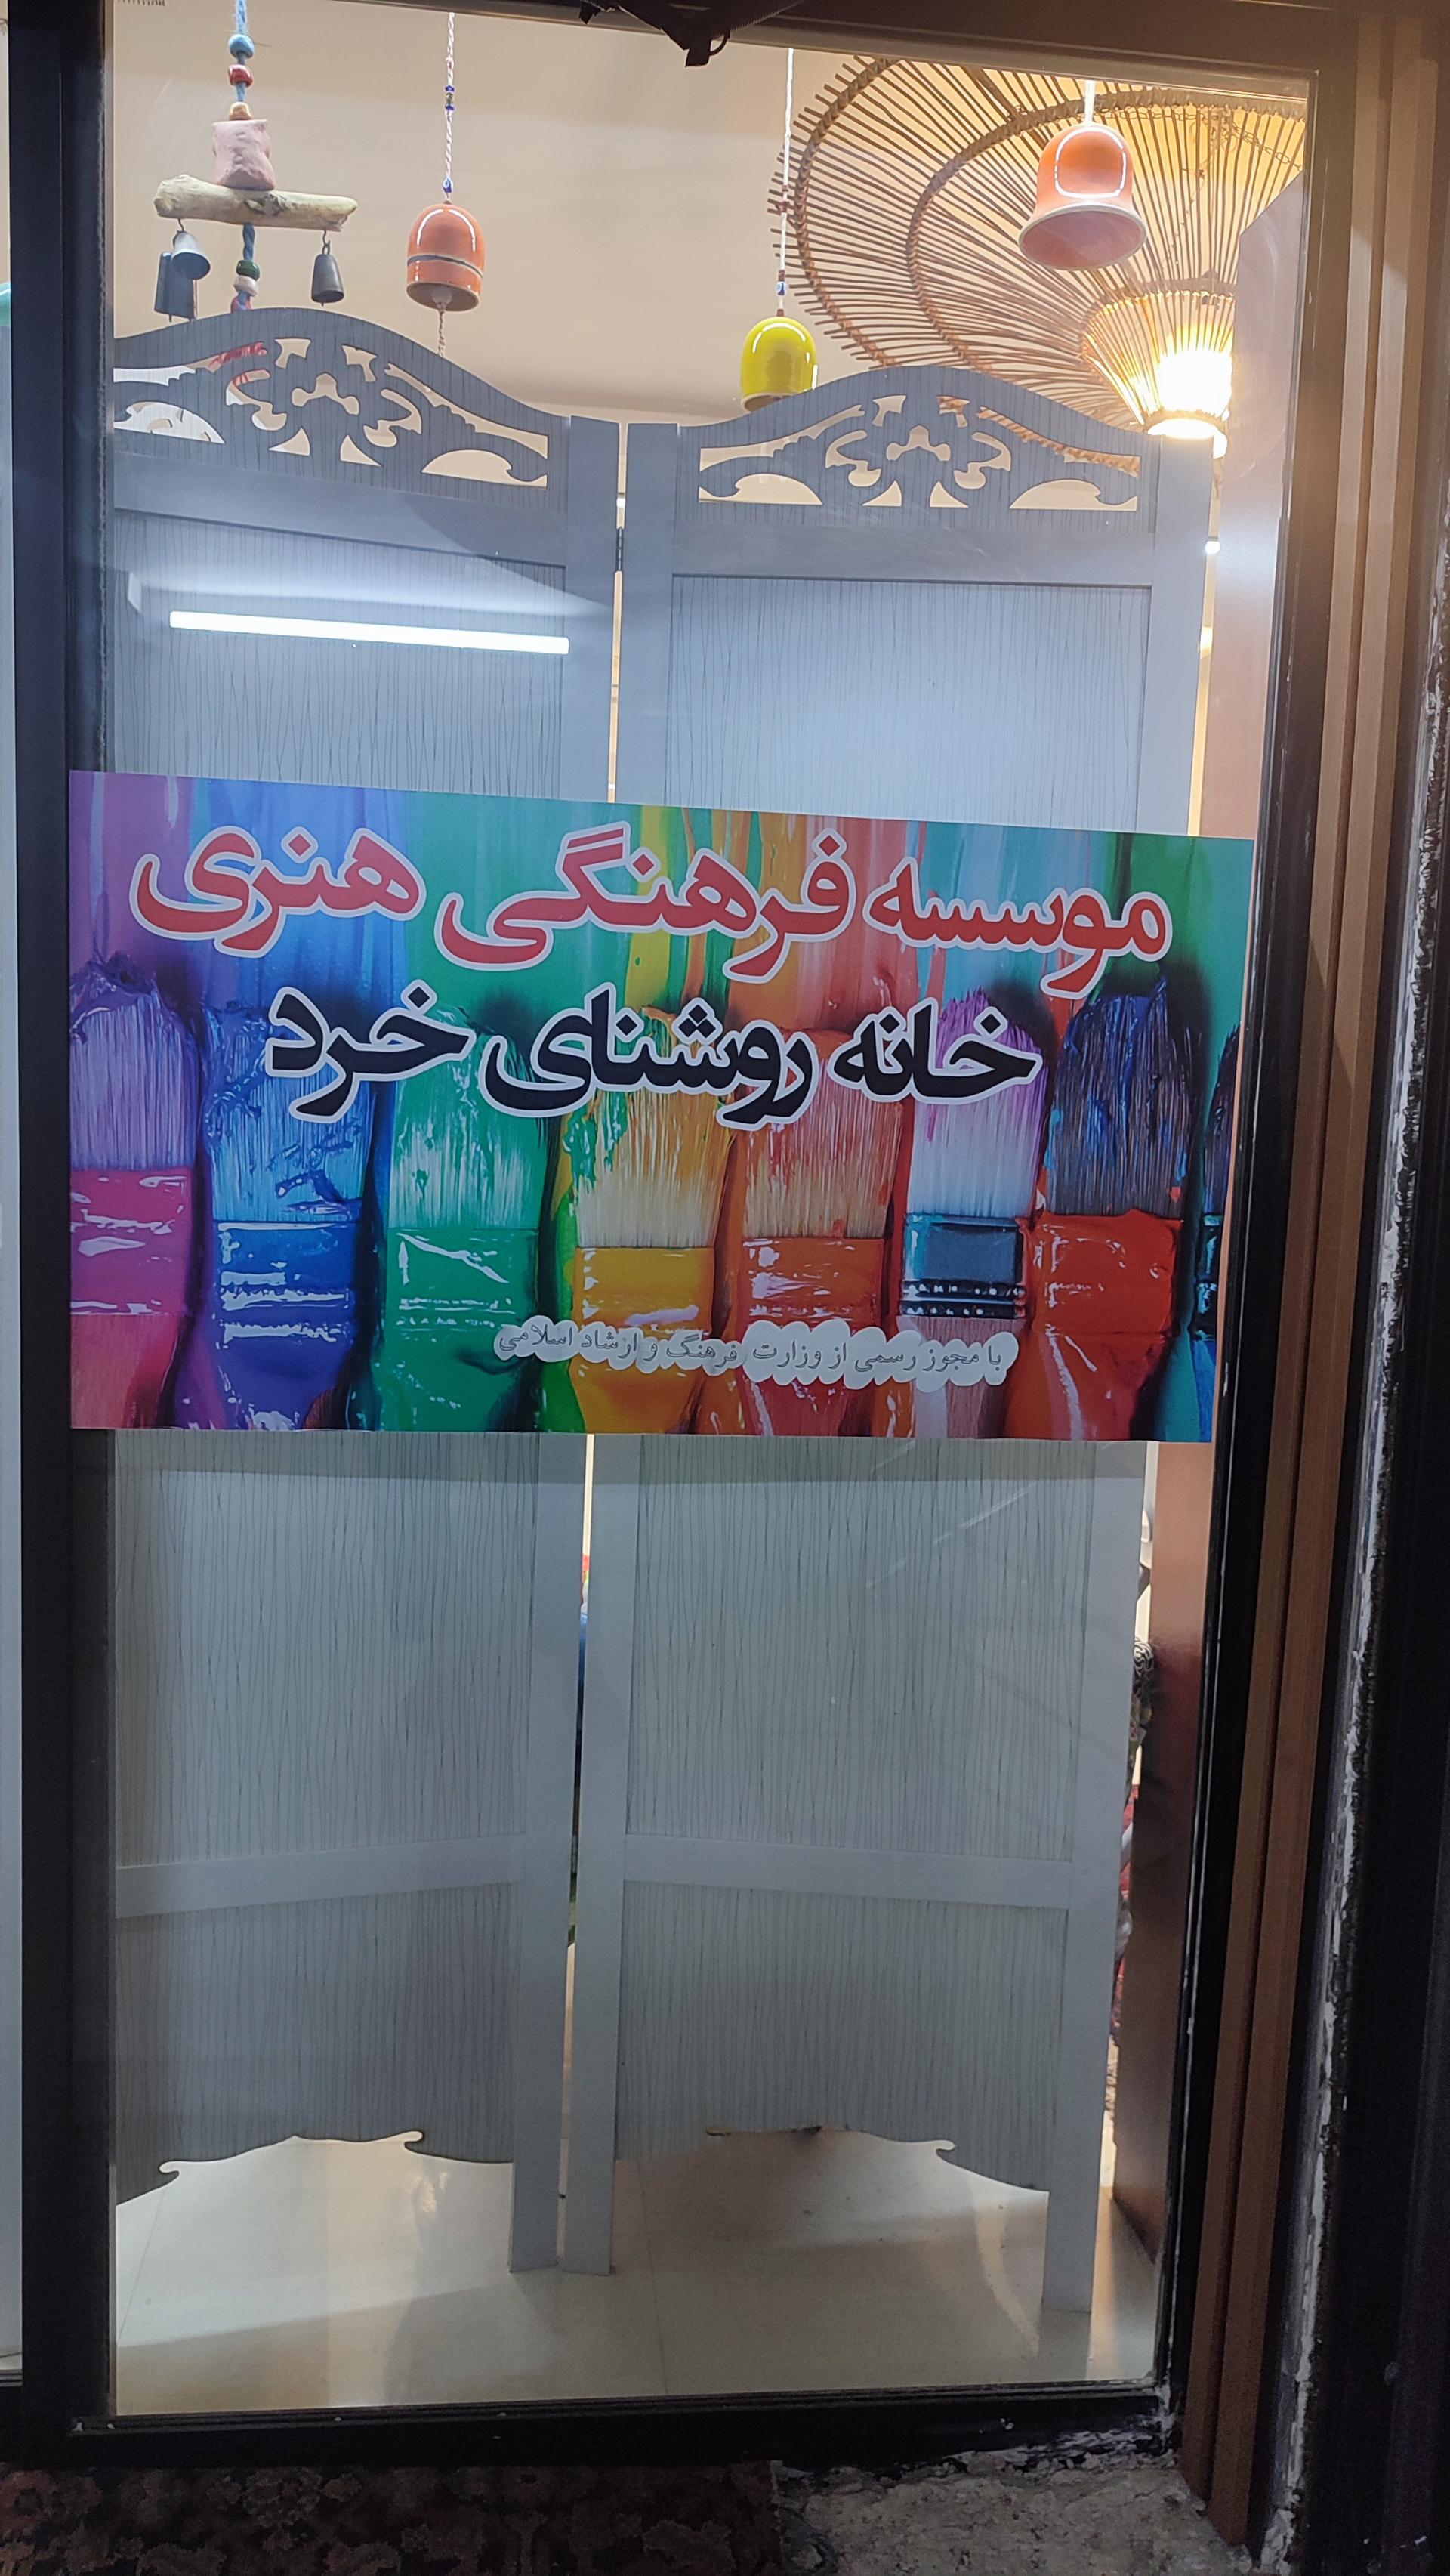 موسسه فرهنگی هنری
خانه روشنای خرد
با مجوز رسمی از وزارت فرهنگ و ارشاد اسلامی